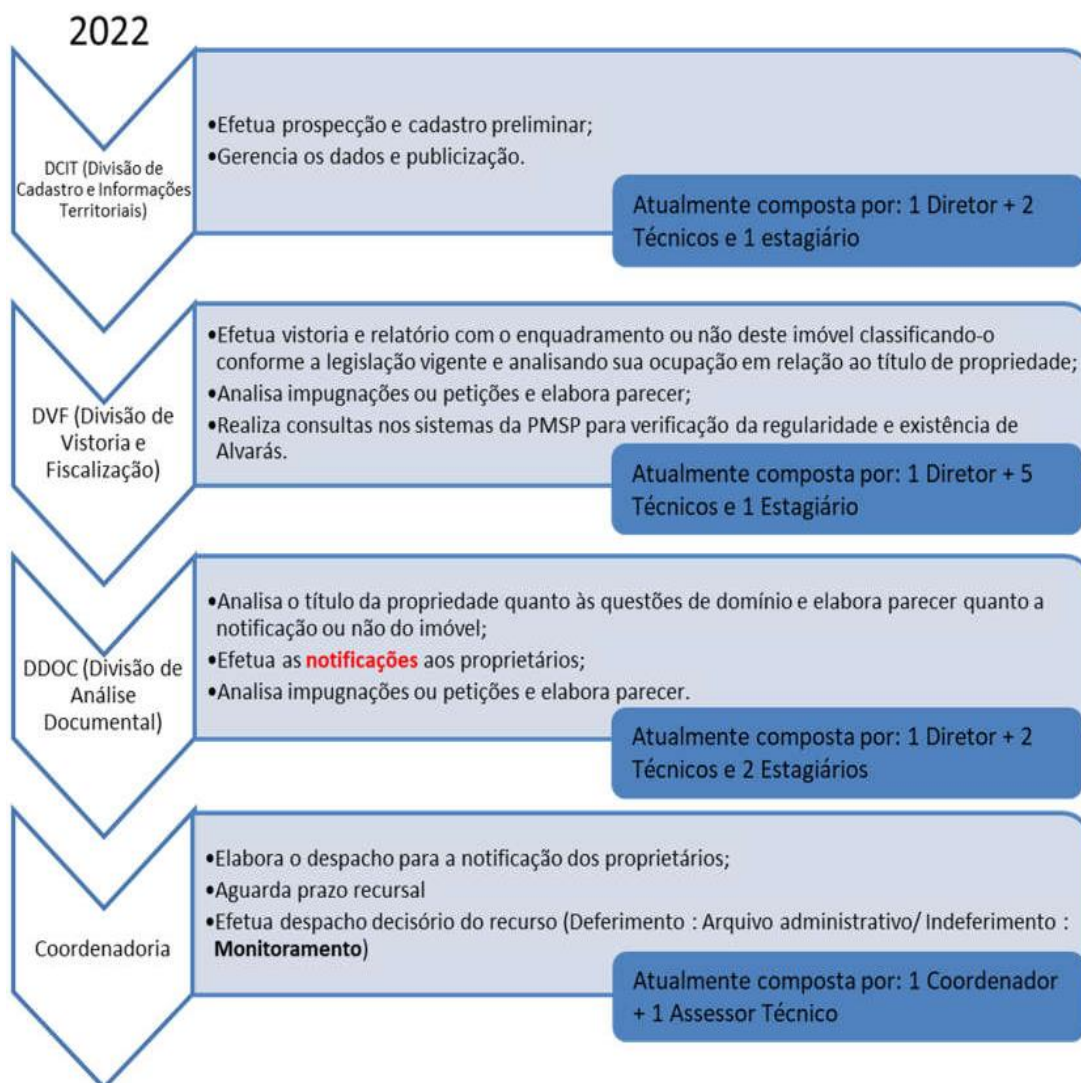 2022
DCIT (Divisão de
Cadastro e Informações
Territoriais)
•Efetua prospecção e cadastro preliminar;
•Gerencia os dados e publicização.
Atualmente composta por: 1 Diretor + 2
Técnicos e 1 estagiário
DVF (Divisão de
Vistoria e
Fiscalização)
•Efetua vistoria e relatório com o enquadramento ou não deste imóvel classificando-o
conforme a legislação vigente e analisando sua ocupação em relação ao título de propriedade;
•Analisa impugnações ou petições e elabora parecer;
•Realiza consultas nos sistemas da PMSP para verificação da regularidade e existência de
Alvarás.
Atualmente composta por: 1 Diretor + 5
Técnicos e 1 Estagiário
DDOC (Divisão de
Análise
Documental)
•Analisa o título da propriedade quanto às questões de domínio e elabora parecer quanto a
notificação ou não do imóvel;
•Efetua as notificações aos proprietários;
•Analisa impugnações ou petições e elabora parecer.
Atualmente composta por: 1 Diretor + 2
Técnicos e 2 Estagiários
Coordenadoria
•Elabora o despacho para a notificação dos proprietários;
•Aguarda prazo recursal
•Efetua despacho decisório do recurso (Deferimento : Arquivo administrativo/ Indeferimento :
Monitoramento)
Atualmente composta por: 1 Coordenador
+ 1 Assessor Técnico